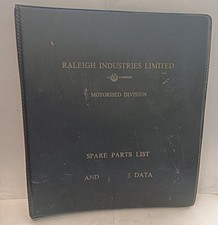 RALEIGH INDUSTRIES LIMITED
MOTORISED DIVISION
SPARE PARTS LIST
AND DATA